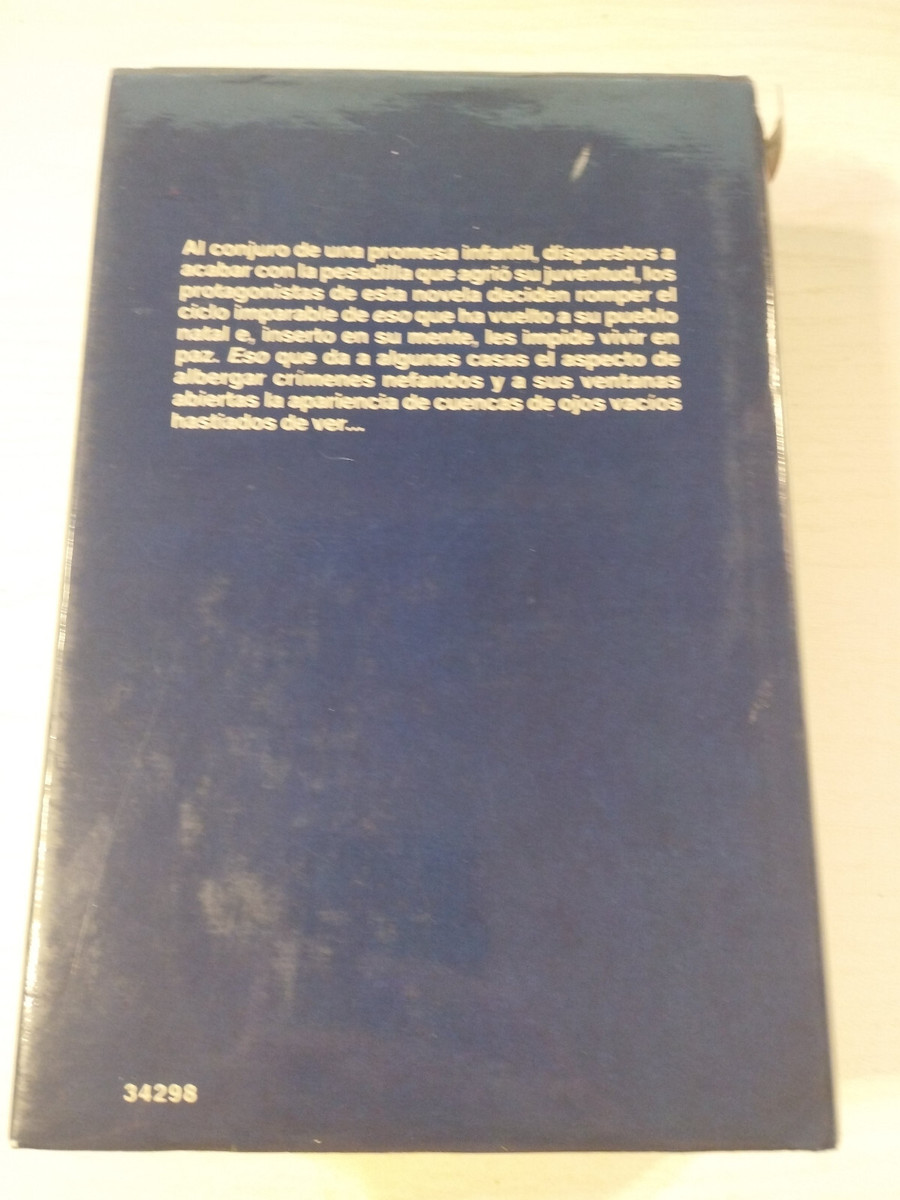 Al conjuro de una promesa infantil, dispuestos a
acabar con la pesadilla que agrió su juventud, los
protagonistas de esta novela deciden romper el
ciclo imparable de eso que ha vuelto a su pueblo
natal e, inserto en su mente, les impide vivir en
paz. Eso que da a algunas casas el aspecto de
albergar crímenes nefandos y a sus ventanas
abiertas la apariencia de cuencas de ojos vacíos
hastiados de ver...
34298